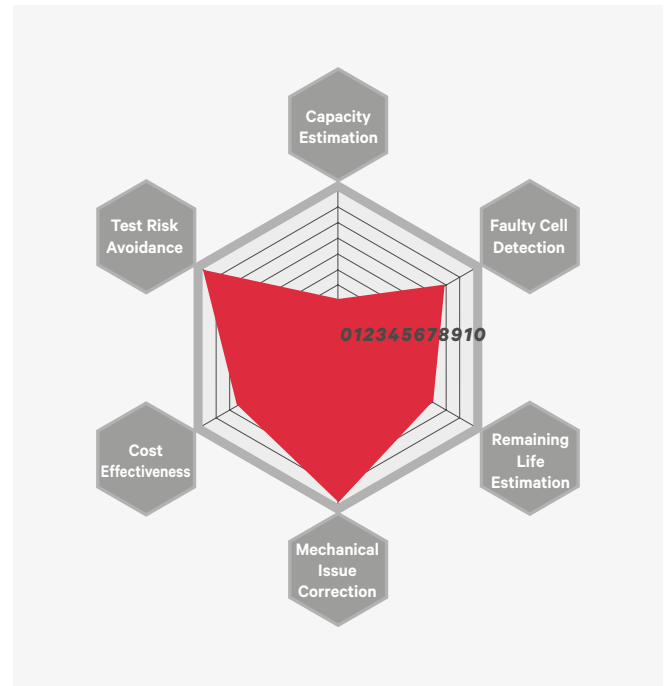 Capacity
Estimation
Test Risk
Avoidance
Faulty Cell
Detection
012345678910
Cost
Effectiveness
Remaining
Life
Estimation
Mechanical
Issue
Correction